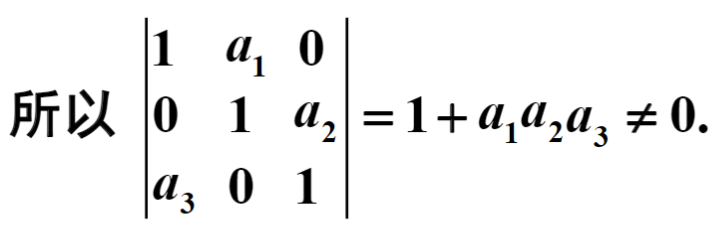 所以 | 1 a₁ 0 |
| 0 1 a₂ | = 1 + a₁a₂a₃ ≠ 0.
| a₃ 0 1 |